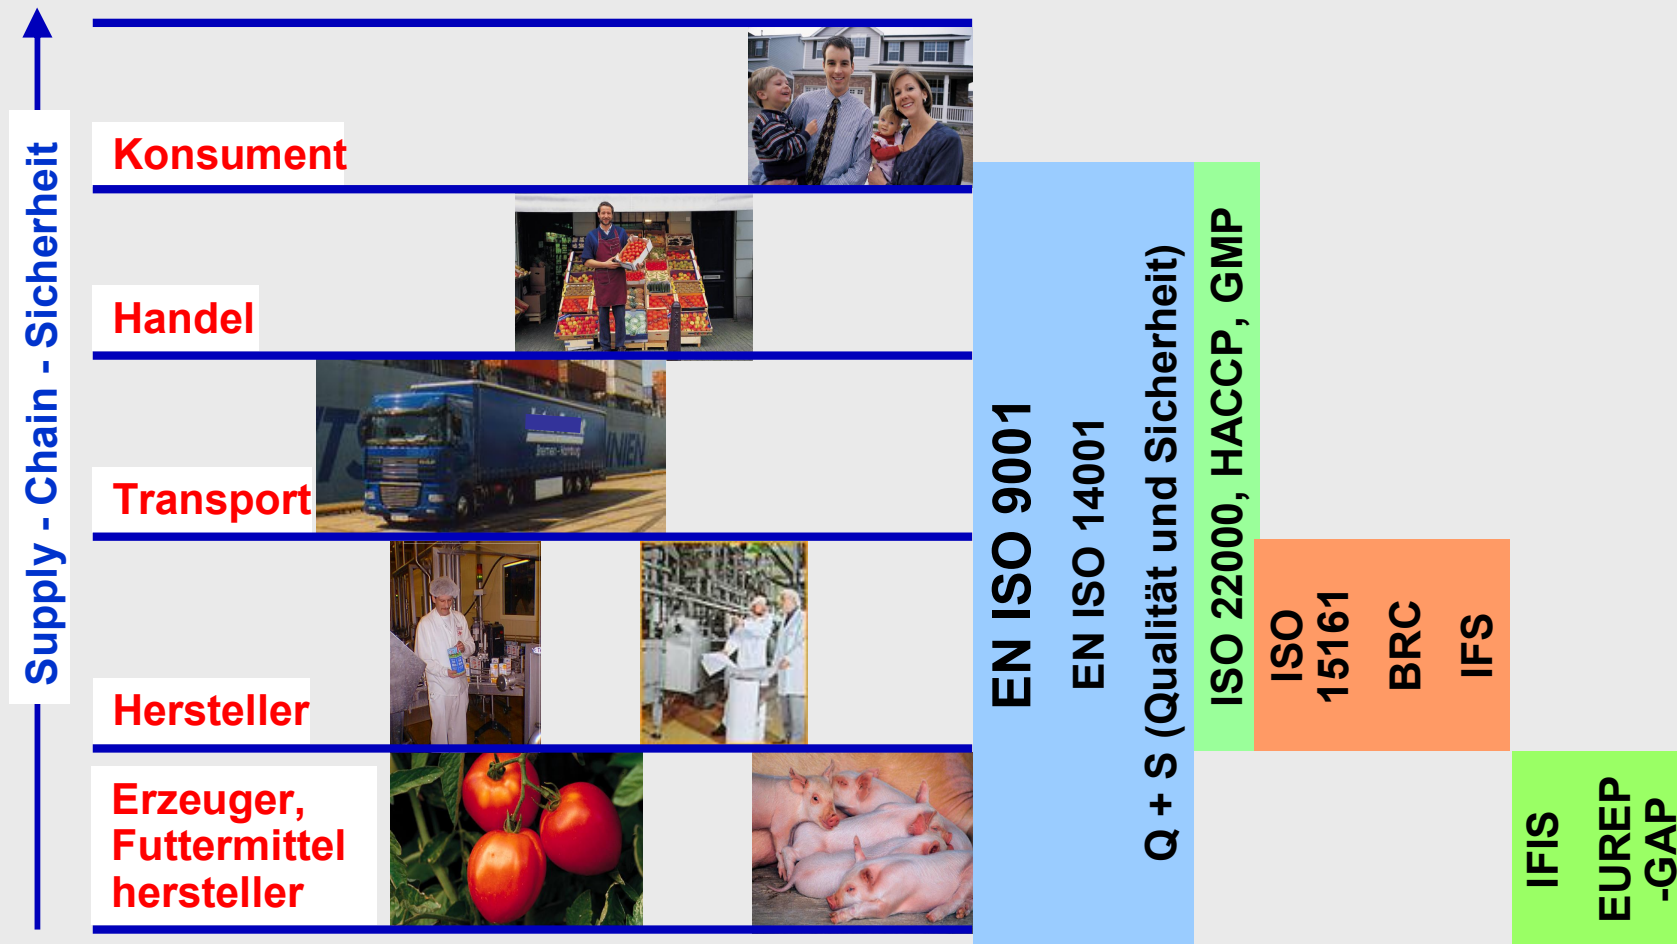 Supply - Chain - Sicherheit
Konsument
Handel
Transport
Hersteller
Erzeuger,
Futtermittel
hersteller
EN ISO 9001
EN ISO 14001
Q + S (Qualität und Sicherheit)
ISO 22000, HACCP, GMP
ISO
15161
BRC
IFS
IFIS
EUREP
-GAP